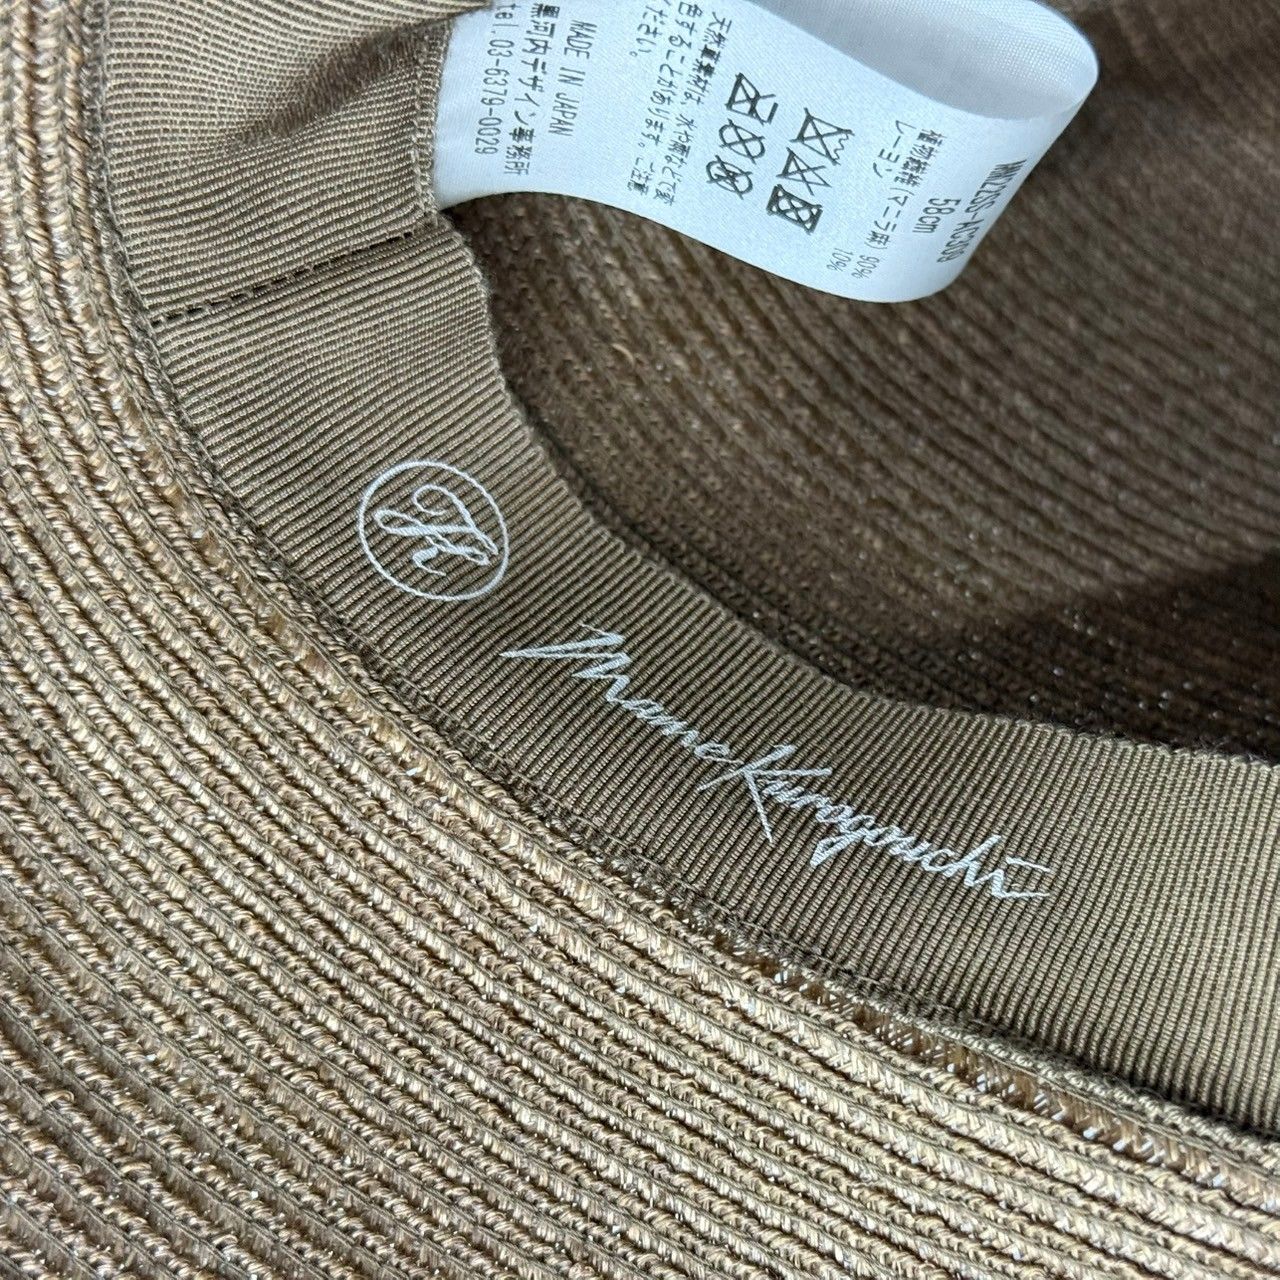 MM22SS-AC309
58cm
植物繊維(マニラ麻) 90%
レーヨン 10%
天然重素材は、水や雨などで変
色することがあります。ご注意
ください。
MADE IN JAPAN
黒河内デザイン事務所
tel.03-6379-0029
Mame Kurogouchi